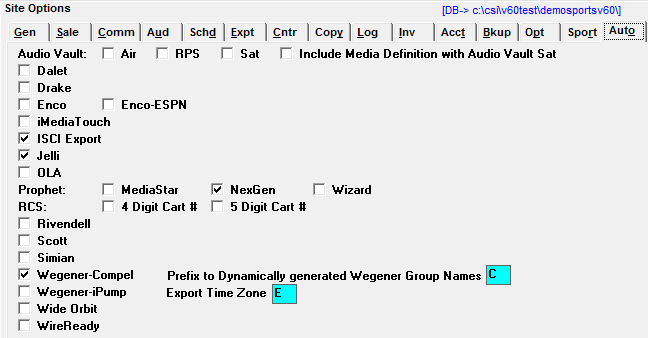 Site Options [DB-> c:\csi\v60test\demosportsv60\]
Gen Sale Comm Aud Schd Expt Cntr Copy Log Inv Acct Bkup Opt Sport Auto
Audio Vault: Air RPS Sat Include Media Definition with Audio Vault Sat
Dalet
Drake
Enco Enco-ESPN
iMediaTouch
ISCI Export
Jelli
OLA
Prophet: MediaStar NexGen Wizard
RCS: 4 Digit Cart # 5 Digit Cart #
Rivendell
Scott
Simian
Wegener-Compel Prefix to Dynamically generated Wegener Group Names C
Wegener-iPump Export Time Zone E
Wide Orbit
WireReady